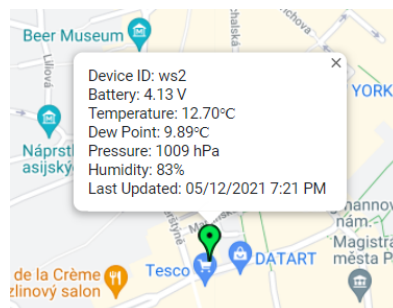 Beer Museum
Liliová
YORK
Náprst
asijský
Device ID: ws2
Battery: 4.13 V
Temperature: 12.70°C
Dew Point: 9.89°C
Pressure: 1009 hPa
Humidity: 83%
Last Updated: 05/12/2021 7:21 PM
×
nám.
Magistrá
města P
de la Crème
zlinový salon
Tesco
DATART